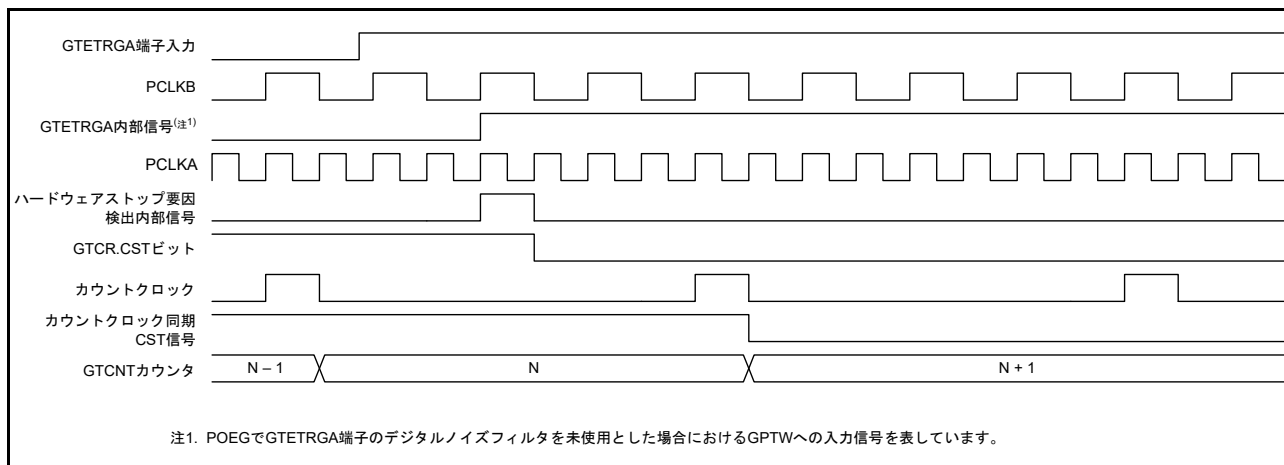 GTETRGA端子入力
PCLKB
GTETRGA内部信号(注1)
PCLKA
ハードウェアストップ要因
検出内部信号
GTCR.CSTビット
カウントクロック
カウントクロック同期
CST信号
GTCNTカウンタ
N – 1
N
N + 1
注1. POEGでGTETRGA端子のデジタルノイズフィルタを未使用とした場合におけるGPTWへの入力信号を表しています。